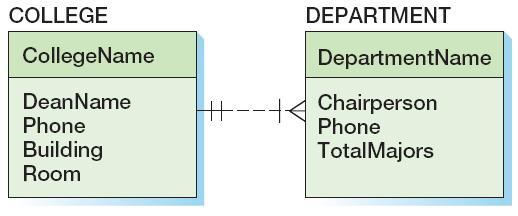 COLLEGE
CollegeName
DeanName
Phone
Building
Room
DEPARTMENT
DepartmentName
Chairperson
Phone
TotalMajors